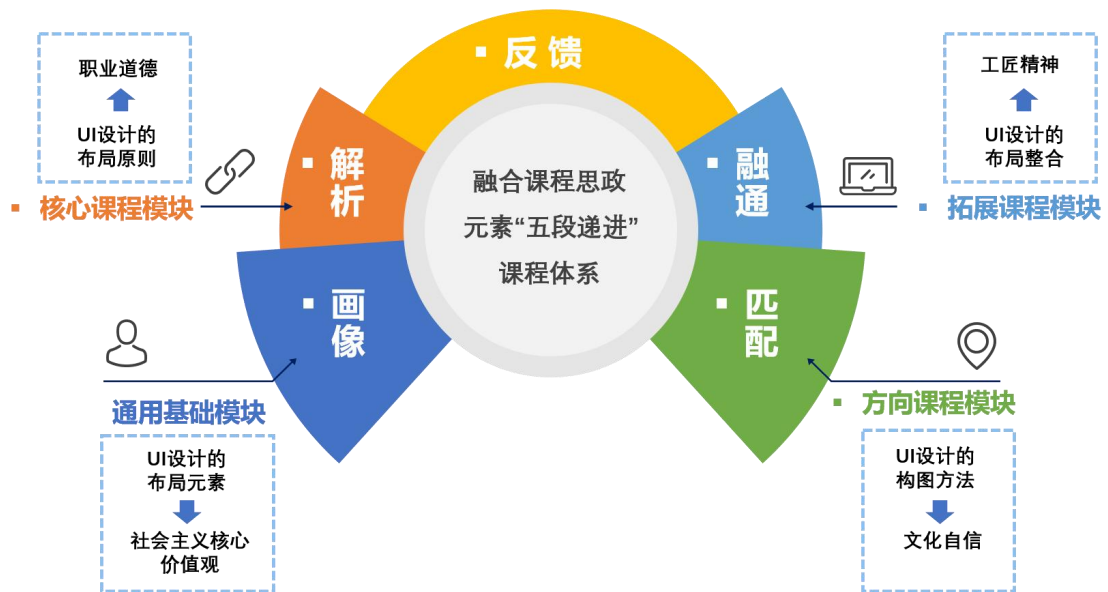 ▪ 反馈
职业道德
UI设计的
布局原则
▪ 核心课程模块
▪ 解析
工匠精神
UI设计的
布局整合
▪ 拓展课程模块
▪ 融通
融合课程思政
元素“五段递进”
课程体系
▪ 画像
通用基础模块
UI设计的
布局元素
社会主义核心
价值观
▪ 匹配
▪ 方向课程模块
UI设计的
构图方法
文化自信